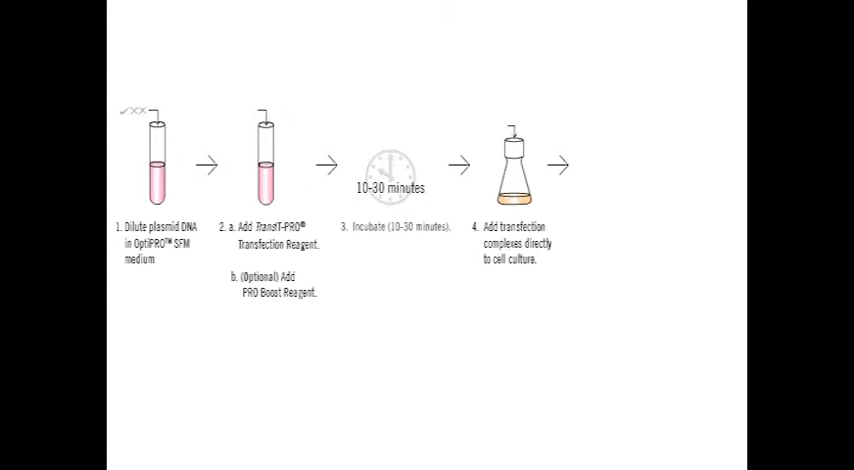 10-30 minutes
1. Dilute plasmid DNA
in OptiPRO™ SFM
medium
2. a. Add TransIT-PRO®
Transfection Reagent.
b. (Optional) Add
PRO Boost Reagent.
3. Incubate (10-30 minutes).
4. Add transfection
complexes directly
to cell culture.